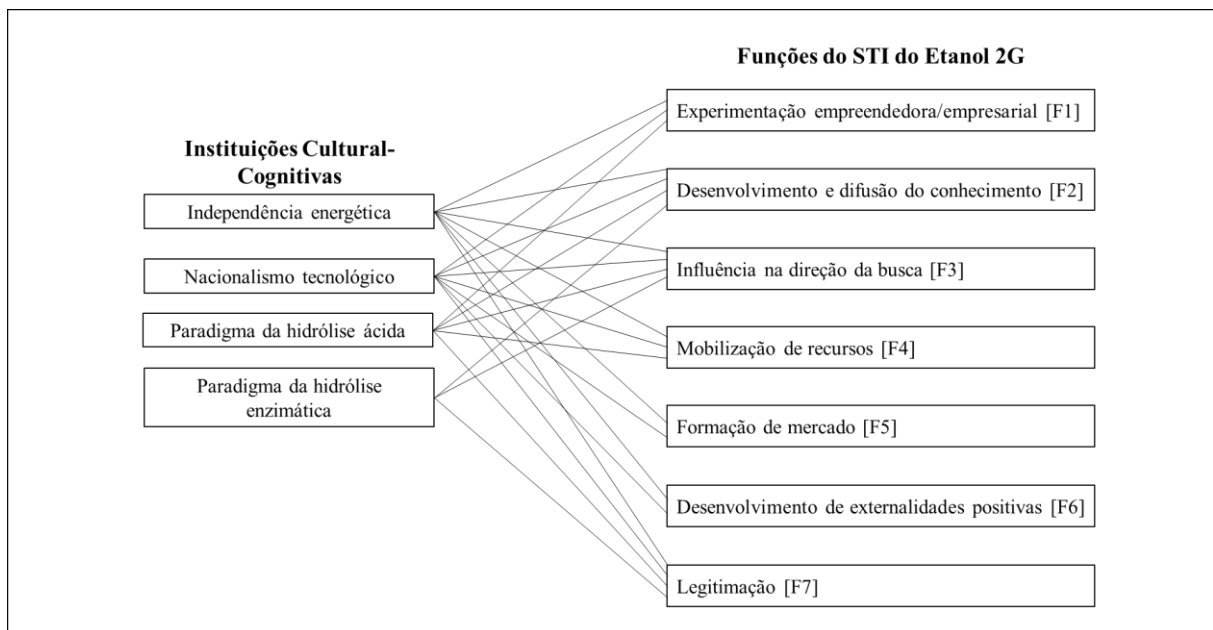 Instituições Cultural-
Cognitivas
Independência energética
Nacionalismo tecnológico
Paradigma da hidrólise ácida
Paradigma da hidrólise
enzimática
Funções do STI do Etanol 2G
Experimentação empreendedora/empresarial [F1]
Desenvolvimento e difusão do conhecimento [F2]
Influência na direção da busca [F3]
Mobilização de recursos [F4]
Formação de mercado [F5]
Desenvolvimento de externalidades positivas [F6]
Legitimação [F7]